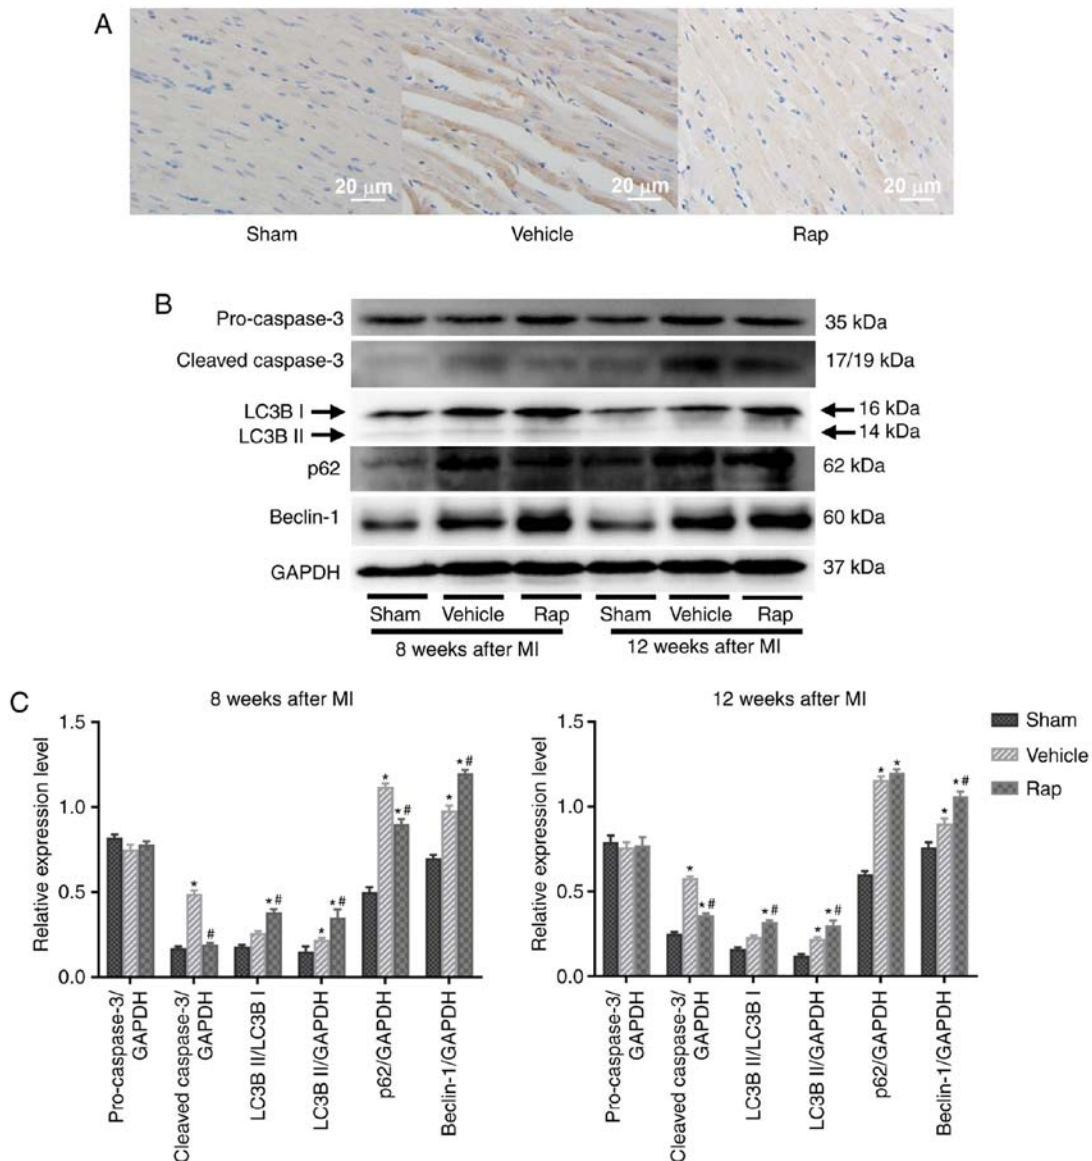 A
20 μm
20 μm
20 μm
Sham
Vehicle
Rap
B
Pro-caspase-3
35 kDa
Cleaved caspase-3
17/19 kDa
LC3B I
16 kDa
LC3B II
14 kDa
p62
62 kDa
Beclin-1
60 kDa
GAPDH
37 kDa
Sham Vehicle Rap Sham Vehicle Rap
8 weeks after MI
12 weeks after MI
C
8 weeks after MI
Relative expression level
1.5
1.0
0.5
0.0
*
#
* #
*
* #
*
* #
*
* #
Pro-caspase-3/
GAPDH
Cleaved caspase-3/
GAPDH
LC3B II/LC3B I
LC3B II/GAPDH
p62/GAPDH
Beclin-1/GAPDH
12 weeks after MI
Relative expression level
1.5
1.0
0.5
0.0
*
* #
* #
*
* #
*
*
*
* #
Pro-caspase-3/
GAPDH
Cleaved caspase-3/
GAPDH
LC3B II/LC3B I
LC3B II/GAPDH
p62/GAPDH
Beclin-1/GAPDH
Sham
Vehicle
Rap